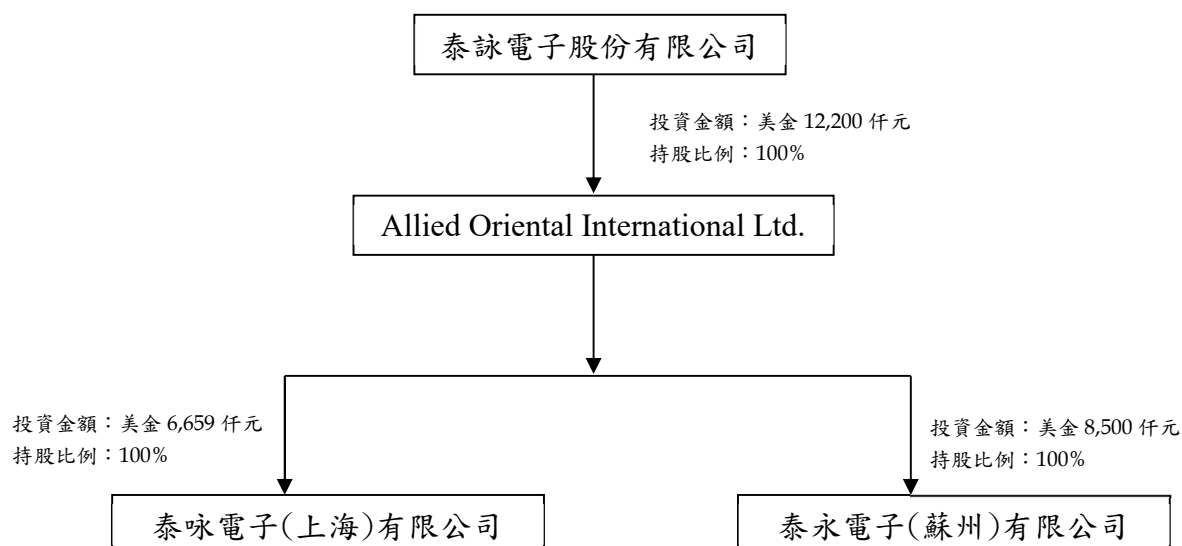 泰詠電子股份有限公司
投資金額：美金 12,200 仟元
持股比例：100%
Allied Oriental International Ltd.
投資金額：美金 6,659 仟元
持股比例：100%
投資金額：美金 8,500 仟元
持股比例：100%
泰咏電子(上海)有限公司
泰永電子(蘇州)有限公司